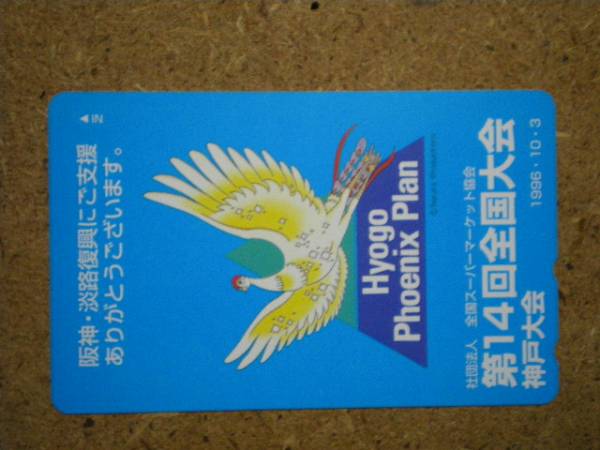 阪神・淡路復興にご支援
ありがとうございます。
Hyogo
Phoenix Plan
社団法人 全国スーパーマーケット協会
第14回全国大会
神戸大会
1996・10・3